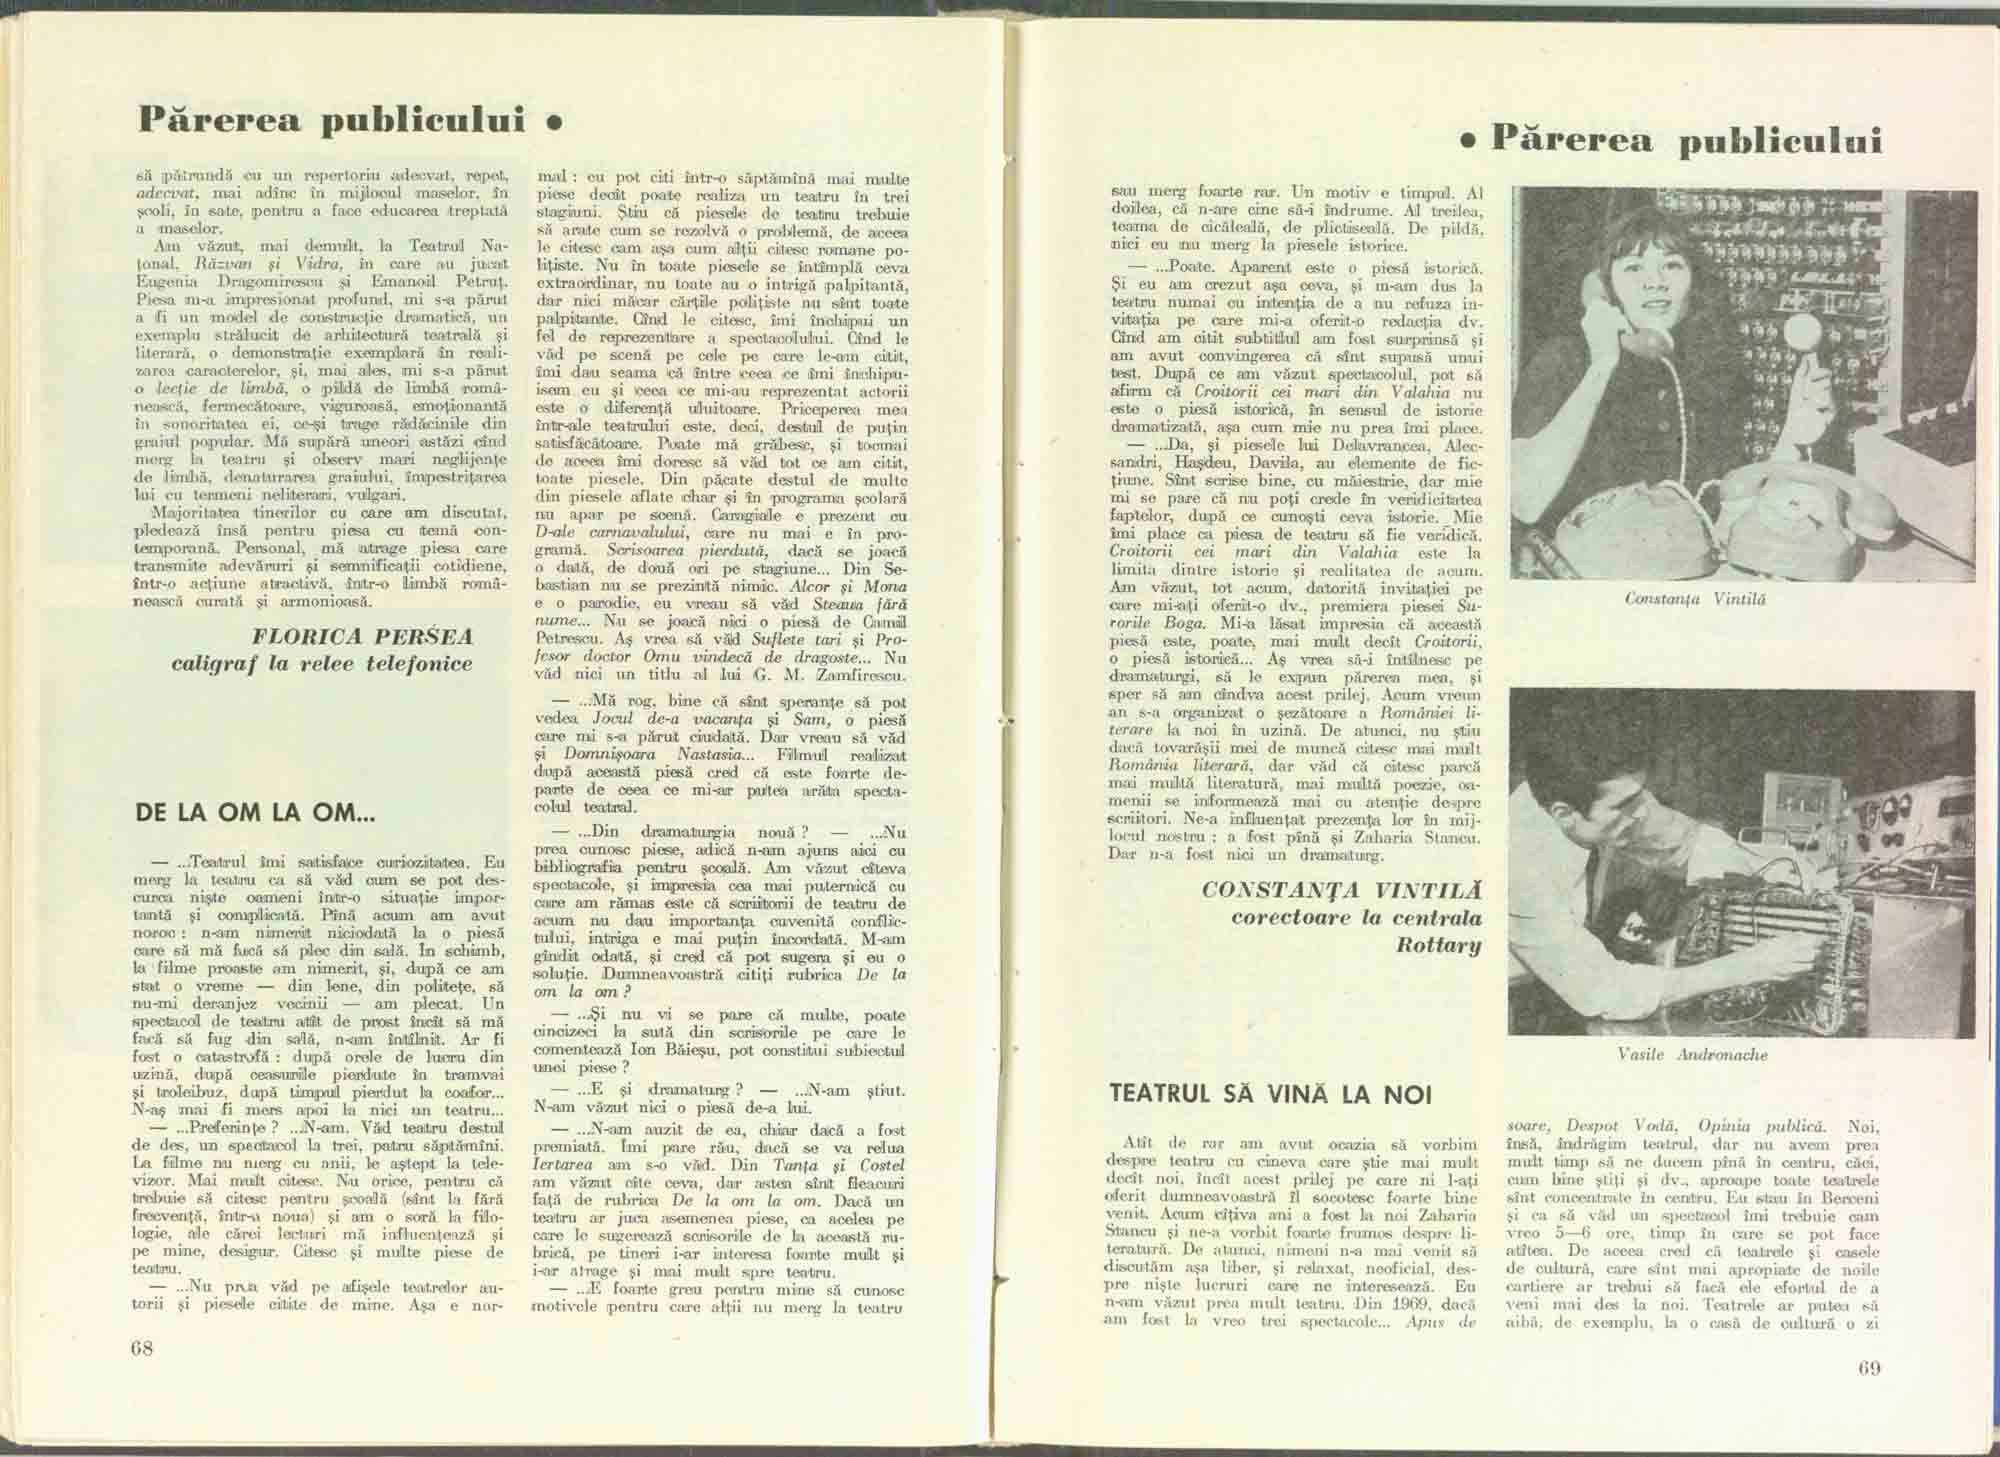 Părerea publicului •
să pătrundă cu un repertoriu adecvat, repet,
adecvat, mai adînc în mijlocul maselor, în
școli, în sate, pentru a face educarea treptată
a maselor.
Am văzut, mai demult, la Teatrul Na-
țonal, Răzvan și Vidra, în care au jucat
Eugenia Dragomirescu și Emanoil Petruț.
Piesa m-a impresionat profund, mi s-a părut
a fi un model de construcție dramatică, un
exemplu strălucit de arhitectură teatrală și
literară, o demonstrație exemplară în reali-
zarea caracterelor, și, mai ales, mi s-a părut
o lecție de limbă, o pildă de limbă româ-
nească, fermecătoare, viguroasă, emoționantă
în sonoritatea ei, ce-și trage rădăcinile din
graiul popular. Mă supără uneori astăzi cînd
merg la teatru și observ mari neglijențe
de limbă, denaturarea graiului, împestrițarea
lui cu termeni neliterari, vulgari.
Majoritatea tinerilor cu care am discutat,
pledează însă pentru piesa cu temă con-
temporană. Personal, mă atrage piesa care
transmite adevăruri și semnificații cotidiene,
într-o acțiune atractivă, într-o limbă româ-
nească curată și armonioasă.
FLORICA PERSEA
caligraf la relee telefonice
DE LA OM LA OM...
— ...Teatrul îmi satisface curiozitatea. Eu
merg la teatru ca să văd cum se pot des-
curca niște oameni într-o situație impor-
tantă și complicată. Pînă acum am avut
noroc : n-am nimerit niciodată la o piesă
care să mă facă să plec din sală. În schimb,
la filme proaste am nimerit, și, după ce am
stat o vreme — din lene, din politețe, să
nu-mi deranjez vecinii — am plecat. Un
spectacol de teatru atît de prost încît să mă
facă să fug din sală, n-am întîlnit. Ar fi
fost o catastrofă : după orele de lucru din
uzină, după ceasurile pierdute în tramvai
și troleibuz, după timpul pierdut la coafor...
N-aș mai fi mers apoi la nici un teatru...
— ...Preferințe ? ...N-am. Văd teatru destul
de des, un spectacol la trei, patru săptămîni.
La filme nu merg cu anii, le aștept la tele-
vizor. Mai mult citesc. Nu orice, pentru că
trebuie să citesc pentru școală (sînt la fără
frecvență, într-a noua) și am o soră la filo-
logie, ale cărei lecturi mă influențează și
pe mine, desigur. Citesc și multe piese de
teatru.
— ...Nu prea văd pe afișele teatrelor au-
torii și piesele citite de mine. Așa e nor-
68
mal : eu pot citi într-o săptămînă mai multe
piese decît poate realiza un teatru în trei
stagiuni. Știu că piesele de teatru trebuie
să arate cum se rezolvă o problemă, de aceea
le citesc cam așa cum alții citesc romane po-
lițiste. Nu în toate piesele se întîmplă ceva
extraordinar, nu toate au o intrigă palpitantă,
dar nici măcar cărțile polițiste nu sînt toate
palpitante. Cînd le citesc, îmi închipui un
fel de reprezentare a spectacolului. Cînd le
văd pe scenă pe cele pe care le-am citit,
îmi dau seama că între ceea ce îmi închipu-
isem eu și ceea ce mi-au reprezentat actorii
este o diferență uluitoare. Priceperea mea
într-ale teatrului este, deci, destul de puțin
satisfăcătoare. Poate mă grăbesc, și tocmai
de aceea îmi doresc să văd tot ce am citit,
toate piesele. Din păcate destul de multe
din piesele aflate chiar și în programa școlară
nu apar pe scenă. Caragiale e prezent cu
D-ale carnavalului, care nu mai e în pro-
gramă. Scrisoarea pierdută, dacă se joacă
o dată, de două ori pe stagiune... Din Se-
bastian nu se prezintă nimic. Alcor și Mona
e o parodie, eu vreau să văd Steaua fără
nume... Nu se joacă nici o piesă de Camil
Petrescu. Aș vrea să văd Suflete tari și Pro-
fesor doctor Omu vindecă de dragoste... Nu
văd nici un titlu al lui G. M. Zamfirescu.
— ...Mă rog, bine că sînt speranțe să pot
vedea Jocul de-a vacanța și Sam, o piesă
care mi s-a părut ciudată. Dar vreau să văd
și Domnișoara Nastasia... Filmul realizat
după această piesă cred că este foarte de-
parte de ceea ce mi-ar putea arăta specta-
colul teatral.
— ...Din dramaturgia nouă ? — ...Nu
prea cunosc piese, adică n-am ajuns aici cu
bibliografia pentru școală. Am văzut cîteva
spectacole, și impresia cea mai puternică cu
care am rămas este că scriitorii de teatru de
acum nu dau importanța cuvenită conflic-
tului, intriga e mai puțin încordată. M-am
gîndit odată, și cred că pot sugera și eu o
soluție. Dumneavoastră citiți rubrica De la
om la om ?
— ...Și nu vi se pare că multe, poate
cincizeci la sută din scrisorile pe care le
comentează Ion Băieșu, pot constitui subiectul
unei piese ?
— ...E și dramaturg ? — ...N-am știut.
N-am văzut nici o piesă de-a lui.
— ...N-am auzit de ea, chiar dacă a fost
premiată. Îmi pare rău, dacă se va relua
Iertarea am s-o văd. Din Tanța și Costel
am văzut cîte ceva, dar astea sînt fleacuri
față de rubrica De la om la om. Dacă un
teatru ar juca asemenea piese, ca acelea pe
care le sugerează scrisorile de la această ru-
brică, pe tineri i-ar interesa foarte mult și
i-ar atrage și mai mult spre teatru.
— ...E foarte greu pentru mine să cunosc
motivele pentru care alții nu merg la teatru
• Părerea publicului
sau merg foarte rar. Un motiv e timpul. Al
doilea, că n-are cine să-i îndrume. Al treilea,
teama de cicăleală, de plictiseală. De pildă,
nici eu nu merg la piesele istorice.
— ...Poate. Aparent este o piesă istorică.
Și eu am crezut așa ceva, și m-am dus la
teatru numai cu intenția de a nu refuza in-
vitația pe care mi-a oferit-o redacția dv.
Cînd am citit subtitlul am fost surprinsă și
am avut convingerea că sînt supusă unui
test. După ce am văzut spectacolul, pot să
afirm că Croitorii cei mari din Valahia nu
este o piesă istorică, în sensul de istorie
dramatizată, așa cum mie nu prea îmi place.
— ...Da, și piesele lui Delavrancea, Alec-
sandri, Hașdeu, Davila, au elemente de fic-
țiune. Sînt scrise bine, cu măiestrie, dar mie
mi se pare că nu poți crede în veridicitatea
faptelor, după ce cunoști ceva istorie. Mie
îmi place ca piesa de teatru să fie veridică.
Croitorii cei mari din Valahia este la
limita dintre istorie și realitatea de acum.
Am văzut, tot acum, datorită invitației pe
care mi-ați oferit-o dv., premiera piesei Su-
rorile Boga. Mi-a lăsat impresia că această
piesă este, poate, mai mult decît Croitorii,
o piesă istorică... Aș vrea să-i întîlnesc pe
dramaturgi, să le expun părerea mea, și
sper să am cîndva acest prilej. Acum vreun
an s-a organizat o șezătoare a României li-
terare la noi în uzină. De atunci, nu știu
dacă tovarășii mei de muncă citesc mai mult
România literară, dar văd că citesc parcă
mai multă literatură, mai multă poezie, oa-
menii se informează mai cu atenție despre
scriitori. Ne-a influențat prezența lor în mij-
locul nostru : a fost pînă și Zaharia Stancu.
Dar n-a fost nici un dramaturg.
CONSTANȚA VINTILĂ
corectoare la centrala
Rottary
Constanța Vintilă
Vasile Andronache
TEATRUL SĂ VINĂ LA NOI
Atît de rar am avut ocazia să vorbim
despre teatru cu cineva care știe mai mult
decît noi, încît acest prilej pe care ni l-ați
oferit dumneavoastră îl socotesc foarte bine
venit. Acum cîțiva ani a fost la noi Zaharia
Stancu și ne-a vorbit foarte frumos despre li-
teratură. De atunci, nimeni n-a mai venit să
discutăm așa liber, și relaxat, neoficial, des-
pre niște lucruri care ne interesează. Eu
n-am văzut prea mult teatru. Din 1969, dacă
am fost la vreo trei spectacole... Apus de
soare, Despot Vodă, Opinia publică. Noi,
însă, îndrăgim teatrul, dar nu avem prea
mult timp să ne ducem pînă în centru, căci,
cum bine știți și dv., aproape toate teatrele
sînt concentrate în centru. Eu stau în Berceni
și ca să văd un spectacol îmi trebuie cam
vreo 5—6 ore, timp în care se pot face
atîtea. De aceea cred că teatrele și casele
de cultură, care sînt mai apropiate de noile
cartiere ar trebui să facă ele efortul de a
veni mai des la noi. Teatrele ar putea să
aibă, de exemplu, la o casă de cultură o zi
69